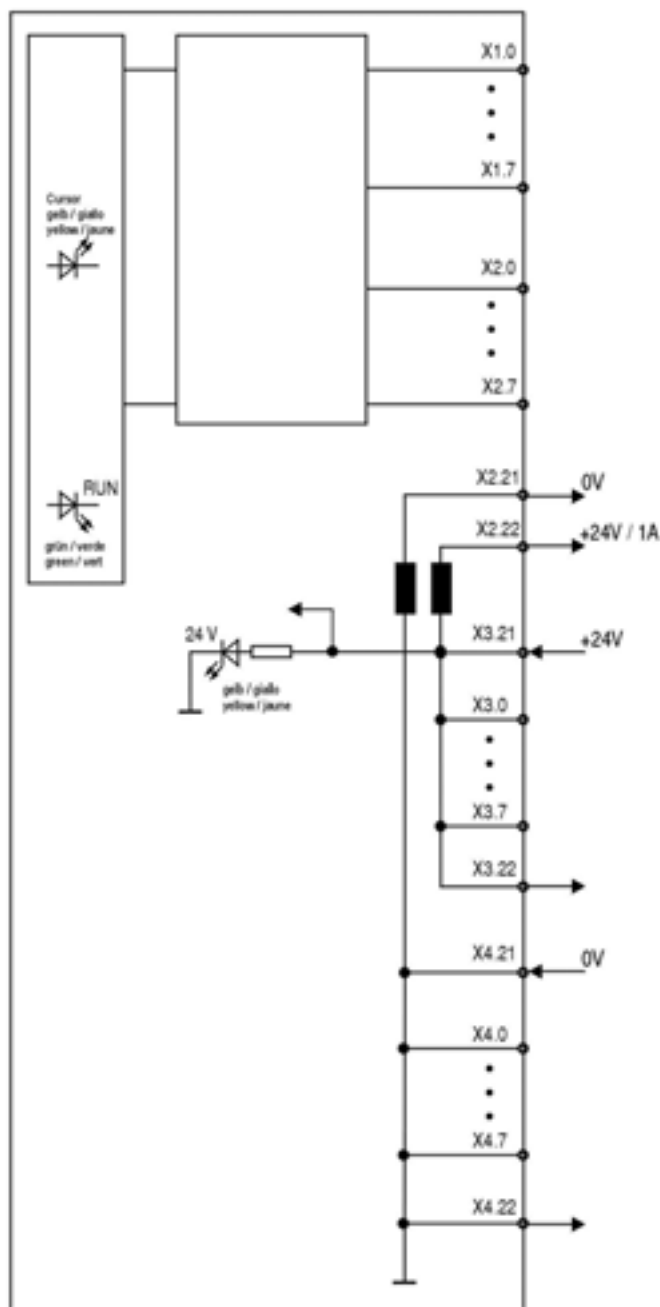 X1.0
X1.7
Cursor
gelb / giallo
yellow / jaune
X2.0
X2.7
RUN
grün / verde
green / vert
X2.21
0V
X2.22
+24V / 1A
24 V
X3.21
+24V
gelb / giallo
yellow / jaune
X3.0
X3.7
X3.22
X4.21
0V
X4.0
X4.7
X4.22